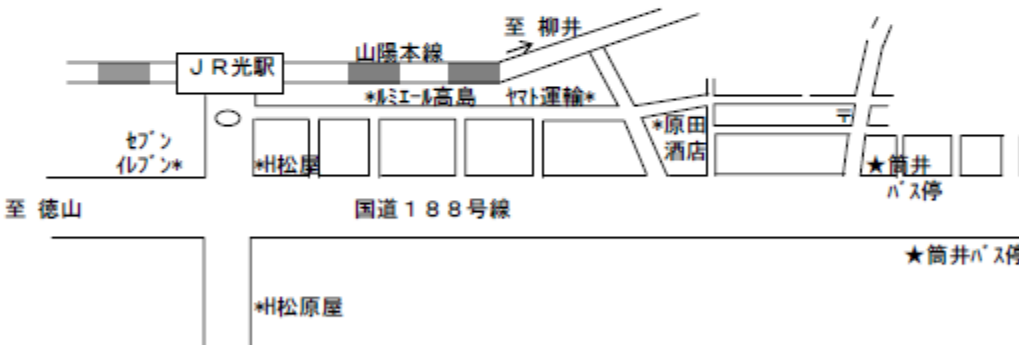 至 柳井
山陽本線
ＪＲ光駅
*ﾙﾐｴｰﾙ高島
ﾔﾏﾄ運輸*
〒
*原田
酒店
ｾﾌﾞﾝ
ｲﾚﾌﾞﾝ*
*H松屋
★筒井
ﾊﾞｽ停
至 徳山
国道１８８号線
★筒井ﾊﾞｽ停
*H松原屋